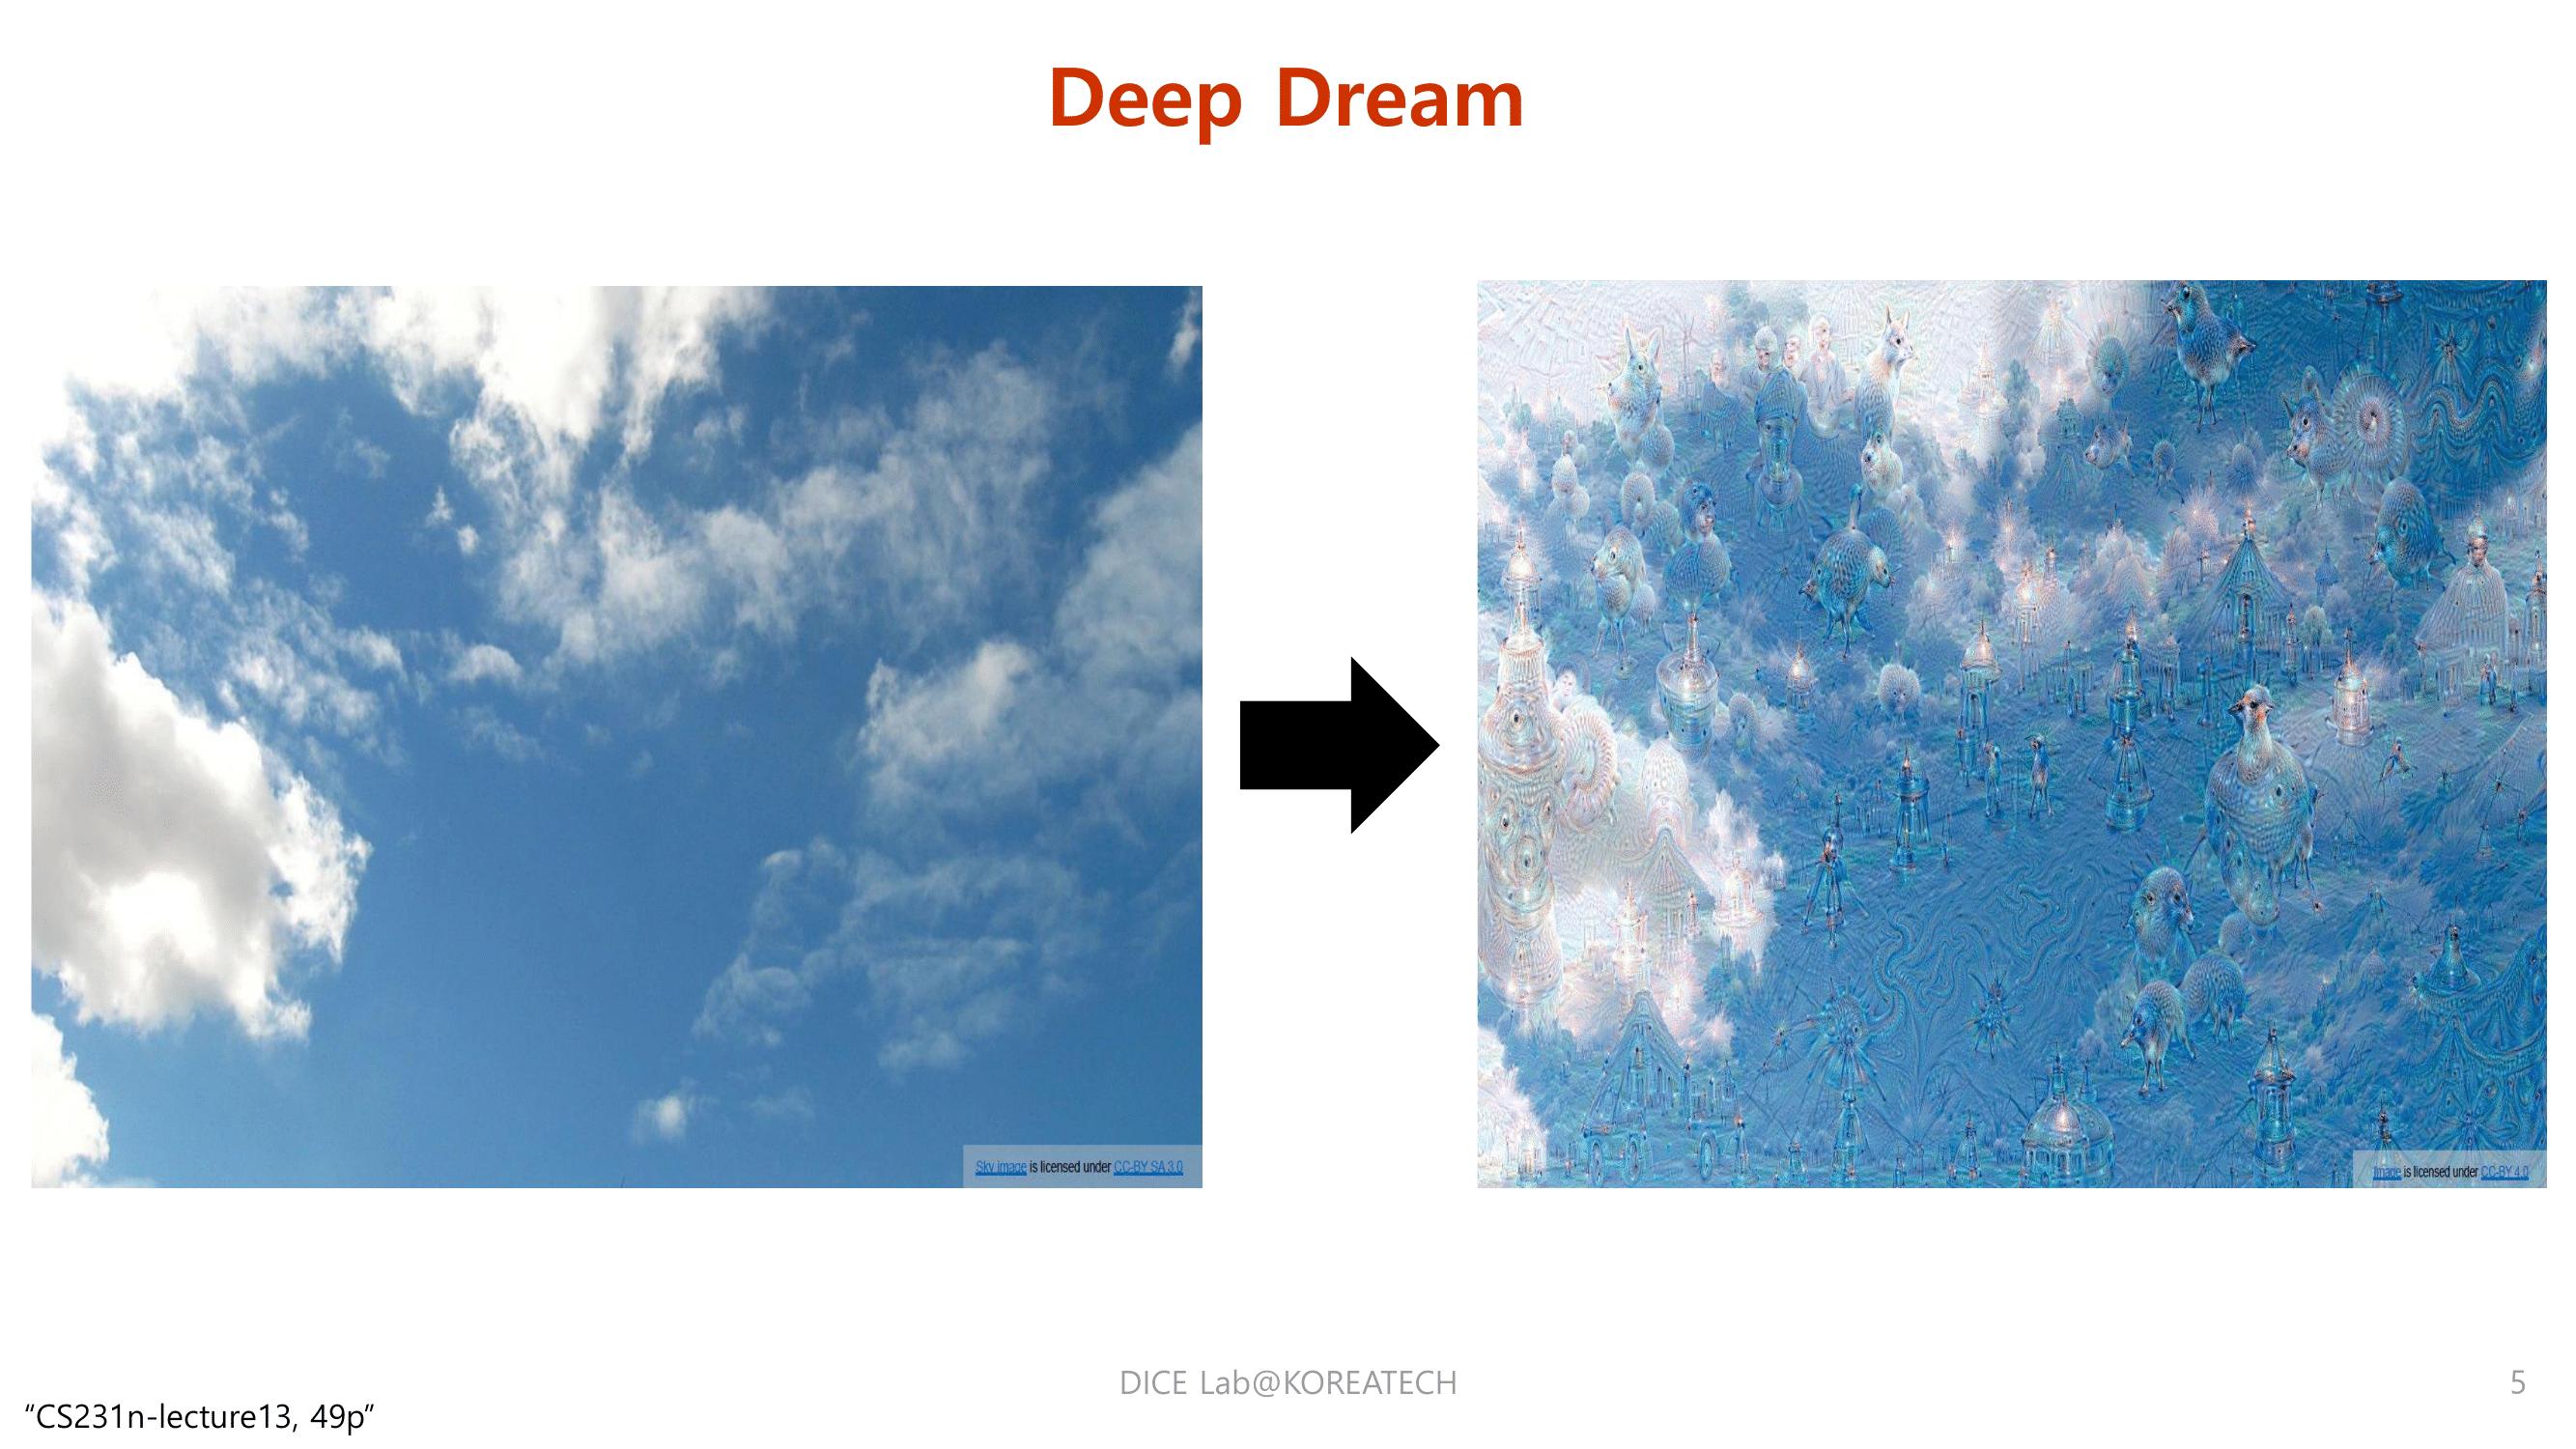 Deep Dream
Sky image is licensed under CC-BY SA 3.0
Image is licensed under CC-BY 4.0
DICE Lab@KOREATECH
5
“CS231n-lecture13, 49p”